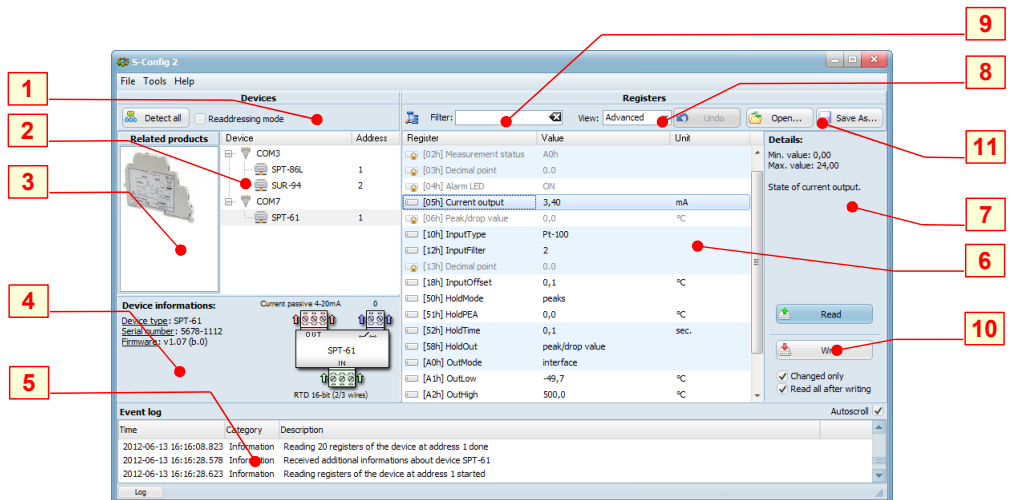 9
S-Config 2
8
File Tools Help
1
Devices
Registers
Detect all
Readdressing mode
Filter:
View: Advanced
Undo
Open...
Save As...
2
Related products
Device
Address
Register
Value
Unit
Details:
11
COM3
[02h] Measurement status
A0h
Min. value: 0,00
Max. value: 24,00
3
SPT-86L
1
[03h] Decimal point
0.0
SUR-94
2
[04h] Alarm LED
ON
State of current output.
COM7
[05h] Current output
3,40
mA
7
SPT-61
1
[06h] Peak/drop value
0,0
ºC
[10h] InputType
Pt-100
[12h] InputFilter
2
6
[13h] Decimal point
0.0
[18h] InputOffset
0,1
ºC
4
Device informations:
Current passive 4-20mA
0
[50h] HoldMode
peaks
Device type: SPT-61
Serial number: 5678-1112
Firmware: v1.07 (b.0)
OUT
SPT-61
IN
RTD 16-bit (2/3 wires)
[51h] HoldPEA
0,0
ºC
Read
[52h] HoldTime
0,1
sec.
10
[58h] HoldOut
peak/drop value
Write
[A0h] OutMode
interface
5
[A1h] OutLow
-49,7
ºC
Changed only
[A2h] OutHigh
500,0
ºC
Read all after writing
Event log
Autoscroll
Time
Category
Description
2012-06-13 16:16:08.823 Information Reading 20 registers of the device at address 1 done
2012-06-13 16:16:28.578 Information Received additional informations about device SPT-61
2012-06-13 16:16:28.623 Information Reading registers of the device at address 1 started
Log